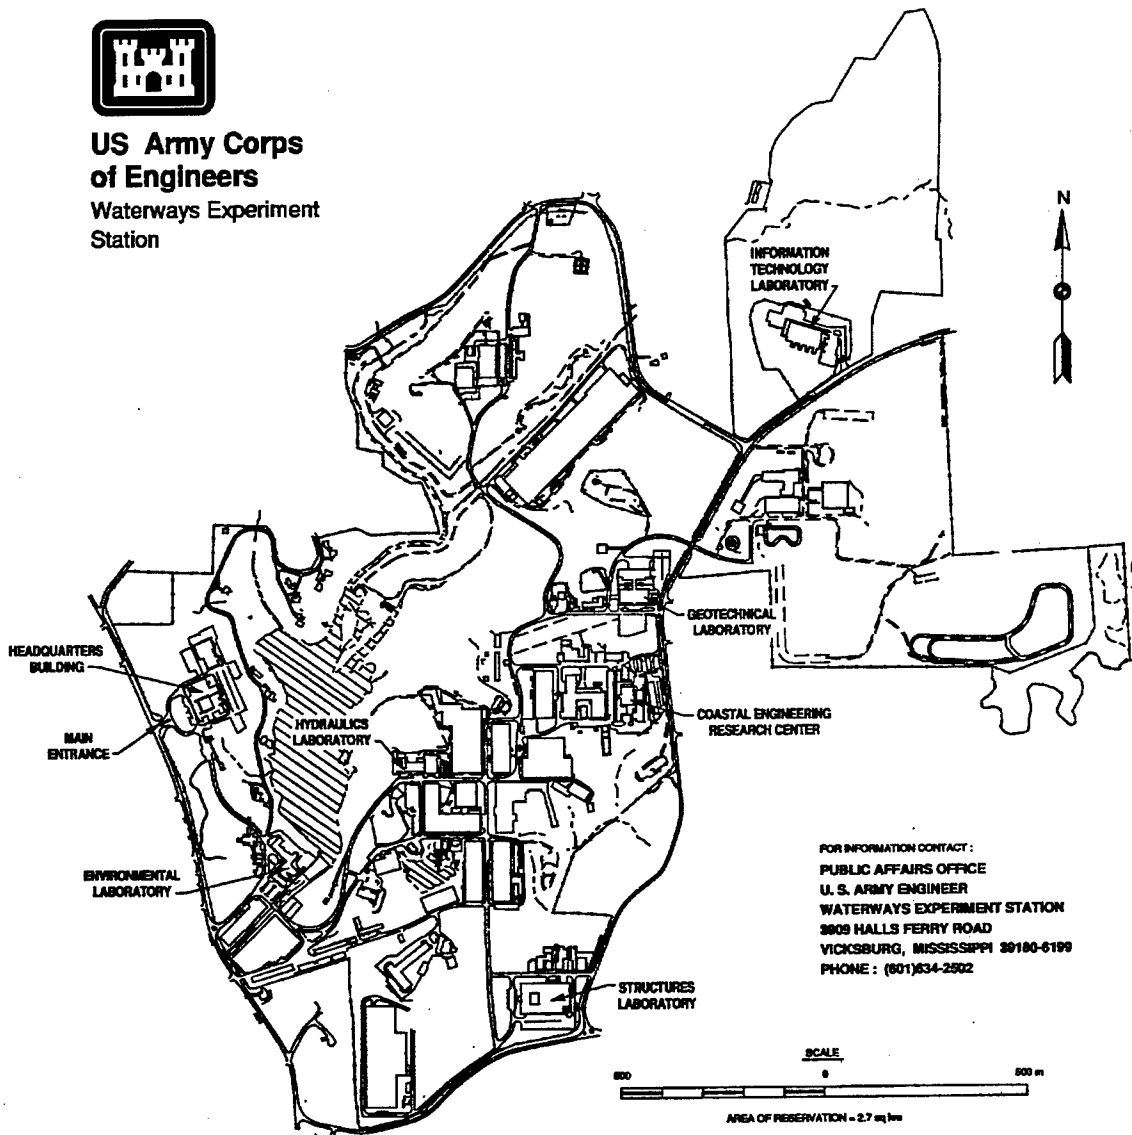 US Army Corps
of Engineers
Waterways Experiment
Station
N
INFORMATION
TECHNOLOGY
LABORATORY
GEOTECHNICAL
LABORATORY
HEADQUARTERS
BUILDING
MAIN
ENTRANCE
HYDRAULICS
LABORATORY
COASTAL ENGINEERING
RESEARCH CENTER
ENVIRONMENTAL
LABORATORY
STRUCTURES
LABORATORY
FOR INFORMATION CONTACT :
PUBLIC AFFAIRS OFFICE
U. S. ARMY ENGINEER
WATERWAYS EXPERIMENT STATION
3909 HALLS FERRY ROAD
VICKSBURG, MISSISSIPPI 39180-6199
PHONE : (601)634-2502
SCALE
500 0 500 m
AREA OF RESERVATION = 2.7 sq kms